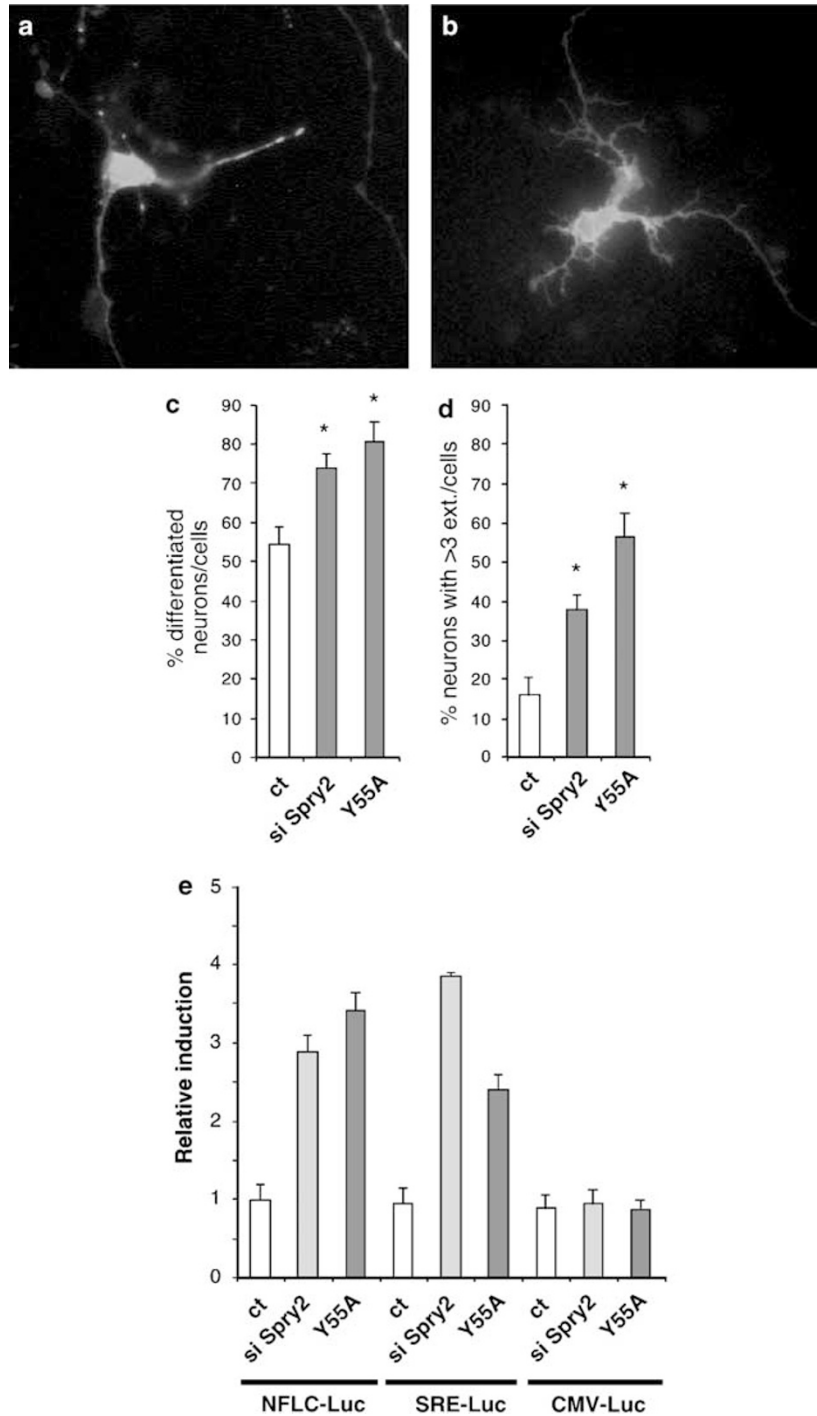 a
b
c
90
80
70
60
50
40
30
20
10
0
% differentiated
neurons/cells
*
*
ct
si Spry2
Y55A
d
90
80
70
60
50
40
30
20
10
0
% neurons with >3 ext./cells
*
*
ct
si Spry2
Y55A
e
5
4
3
2
1
0
Relative induction
ct
si Spry2
Y55A
ct
si Spry2
Y55A
ct
si Spry2
Y55A
NFLC-Luc
SRE-Luc
CMV-Luc